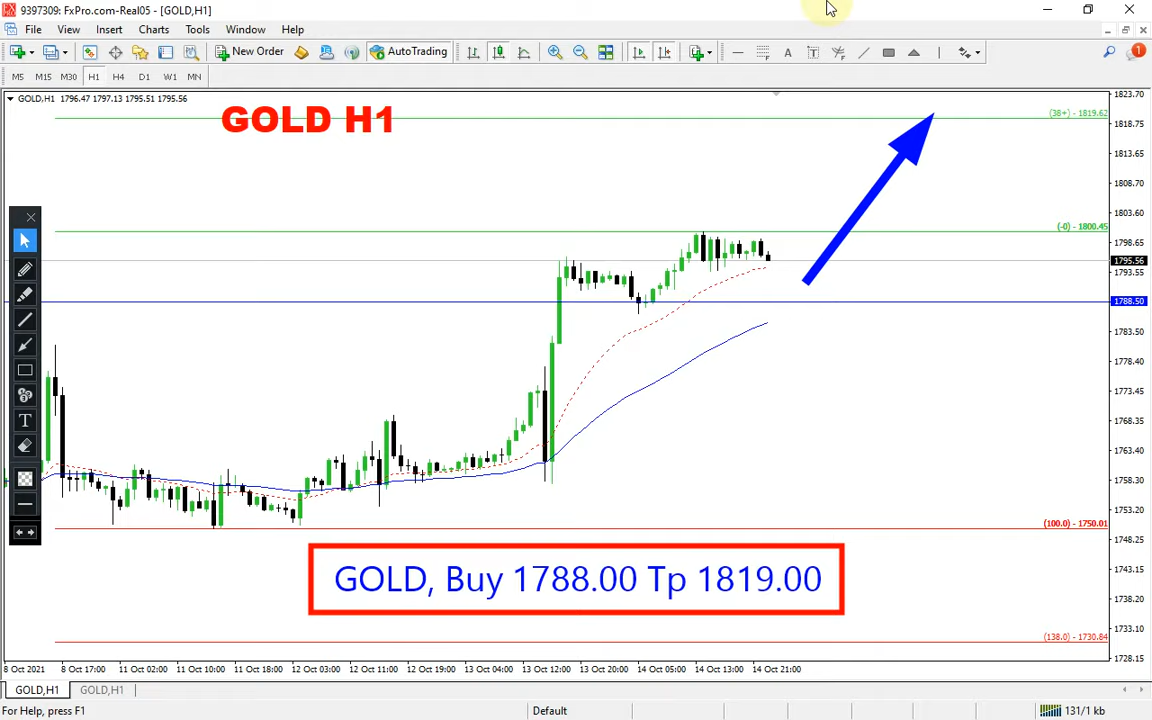 9397309: FxPro.com-Real05 - [GOLD,H1]
File View Insert Charts Tools Window Help
New Order AutoTrading 1
M5 M15 M30 H1 H4 D1 W1 MN
GOLD,H1 1796.47 1797.13 1795.51 1795.56
GOLD H1
(38+) - 1819.62
(-0) - 1800.45
(100.0) - 1750.01
(138.0) - 1730.84
1823.70
1818.75
1813.65
1808.70
1803.60
1798.65
1795.56
1793.55
1788.50
1783.50
1778.40
1773.45
1768.35
1763.40
1758.30
1753.20
1748.25
1743.15
1738.20
1733.10
1728.15
T
GOLD, Buy 1788.00 Tp 1819.00
8 Oct 2021 8 Oct 17:00 11 Oct 02:00 11 Oct 10:00 11 Oct 18:00 12 Oct 03:00 12 Oct 11:00 12 Oct 19:00 13 Oct 04:00 13 Oct 12:00 13 Oct 20:00 14 Oct 05:00 14 Oct 13:00 14 Oct 21:00
GOLD,H1 GOLD,H1
For Help, press F1 Default 131/1 kb